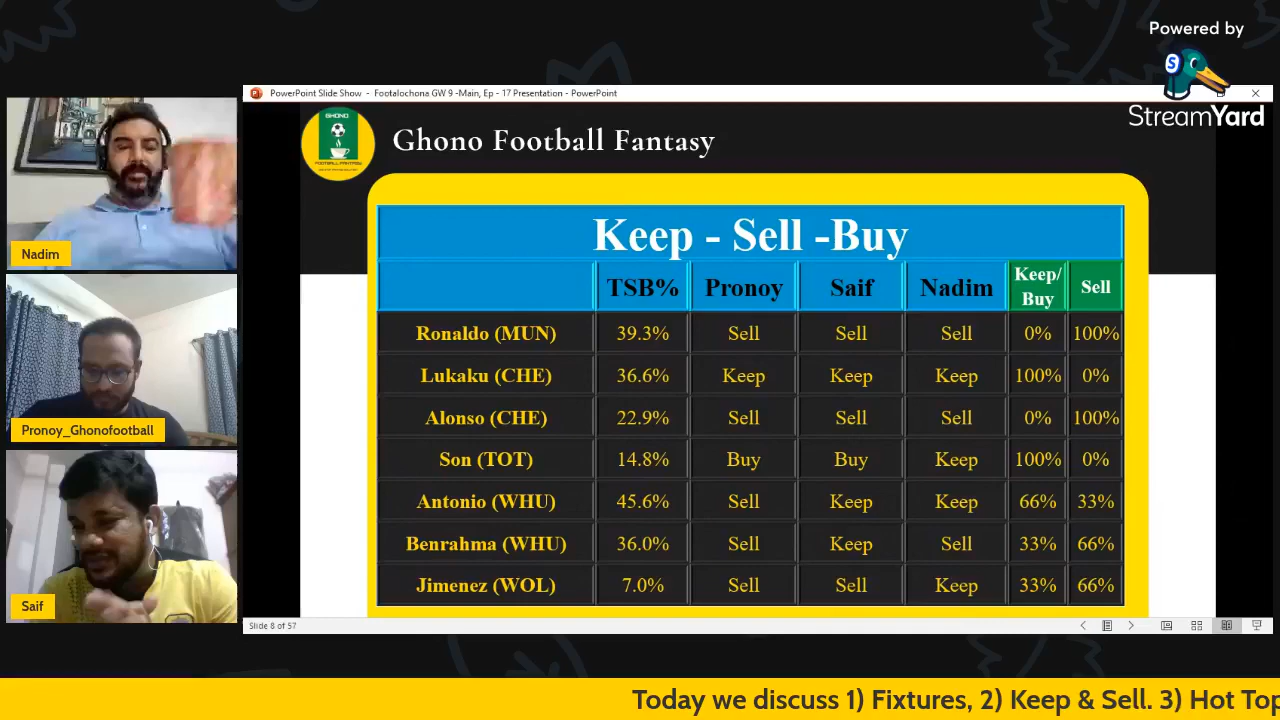 Powered by
StreamYard
PowerPoint Slide Show - Footalochona GW 9 -Main, Ep - 17 Presentation - PowerPoint
GHONO
FOOTBALL FANTASY
Ghono Football Fantasy
Keep - Sell -Buy
TSB% Pronoy Saif Nadim Keep/ Buy Sell
Ronaldo (MUN) 39.3% Sell Sell Sell 0% 100%
Lukaku (CHE) 36.6% Keep Keep Keep 100% 0%
Alonso (CHE) 22.9% Sell Sell Sell 0% 100%
Son (TOT) 14.8% Buy Buy Keep 100% 0%
Antonio (WHU) 45.6% Sell Keep Keep 66% 33%
Benrahma (WHU) 36.0% Sell Keep Sell 33% 66%
Jimenez (WOL) 7.0% Sell Sell Keep 33% 66%
Slide 8 of 57
Nadim
Pronoy_Ghonofootball
Saif
Today we discuss 1) Fixtures, 2) Keep & Sell. 3) Hot Top